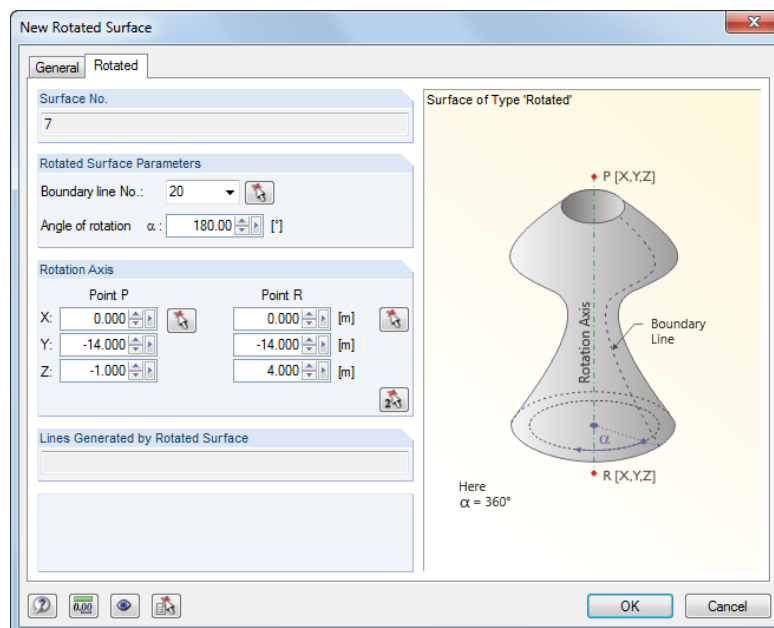 New Rotated Surface
General Rotated
Surface No.
7
Rotated Surface Parameters
Boundary line No.: 20
Angle of rotation α : 180.00 [°]
Rotation Axis
Point P Point R
X: 0.000 0.000 [m]
Y: -14.000 -14.000 [m]
Z: -1.000 4.000 [m]
2
Lines Generated by Rotated Surface
Surface of Type 'Rotated'
P [X,Y,Z]
Rotation Axis
Boundary
Line
α
R [X,Y,Z]
Here
α = 360°
0.00
OK Cancel